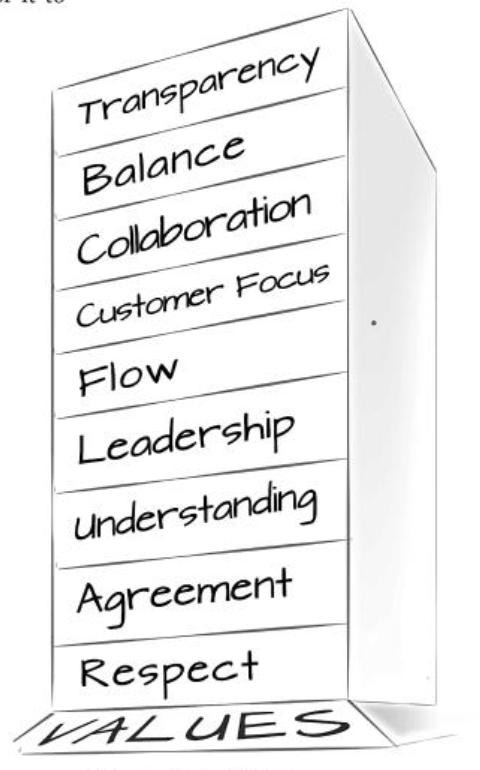 Transparency
Balance
Collaboration
Customer Focus
Flow
Leadership
Understanding
Agreement
Respect
VALUES